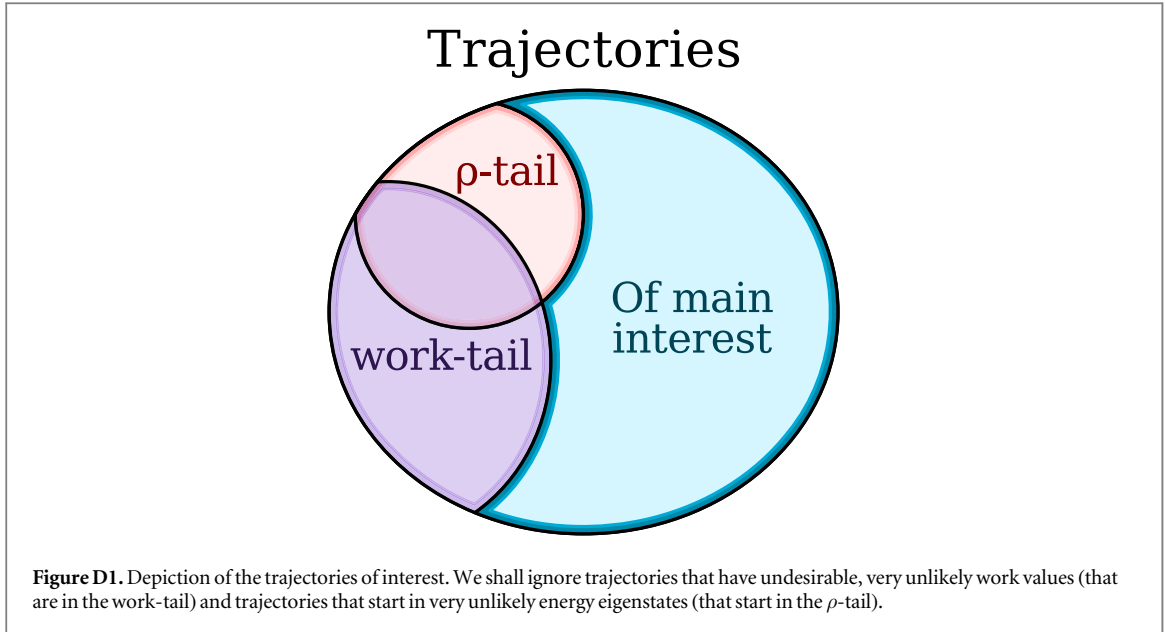 Trajectories
ρ-tail
Of main
interest
work-tail
Figure D1. Depiction of the trajectories of interest. We shall ignore trajectories that have undesirable, very unlikely work values (that
are in the work-tail) and trajectories that start in very unlikely energy eigenstates (that start in the ρ-tail).